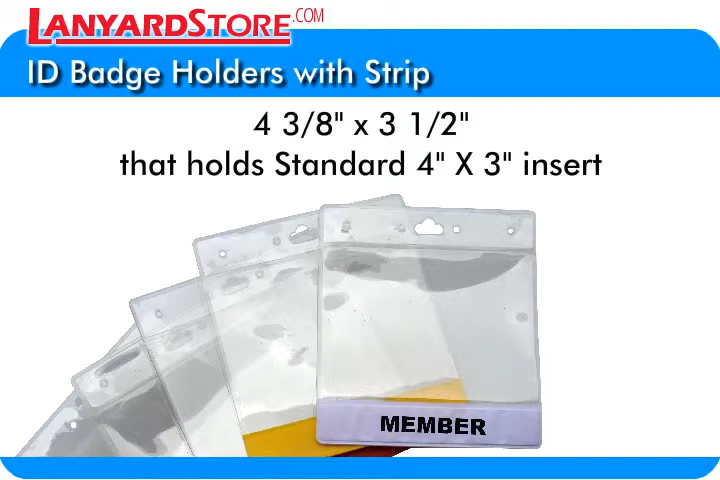 LANYARDSTORE.COM
ID Badge Holders with Strip
4 3/8" x 3 1/2"
that holds Standard 4" X 3" insert
MEMBER